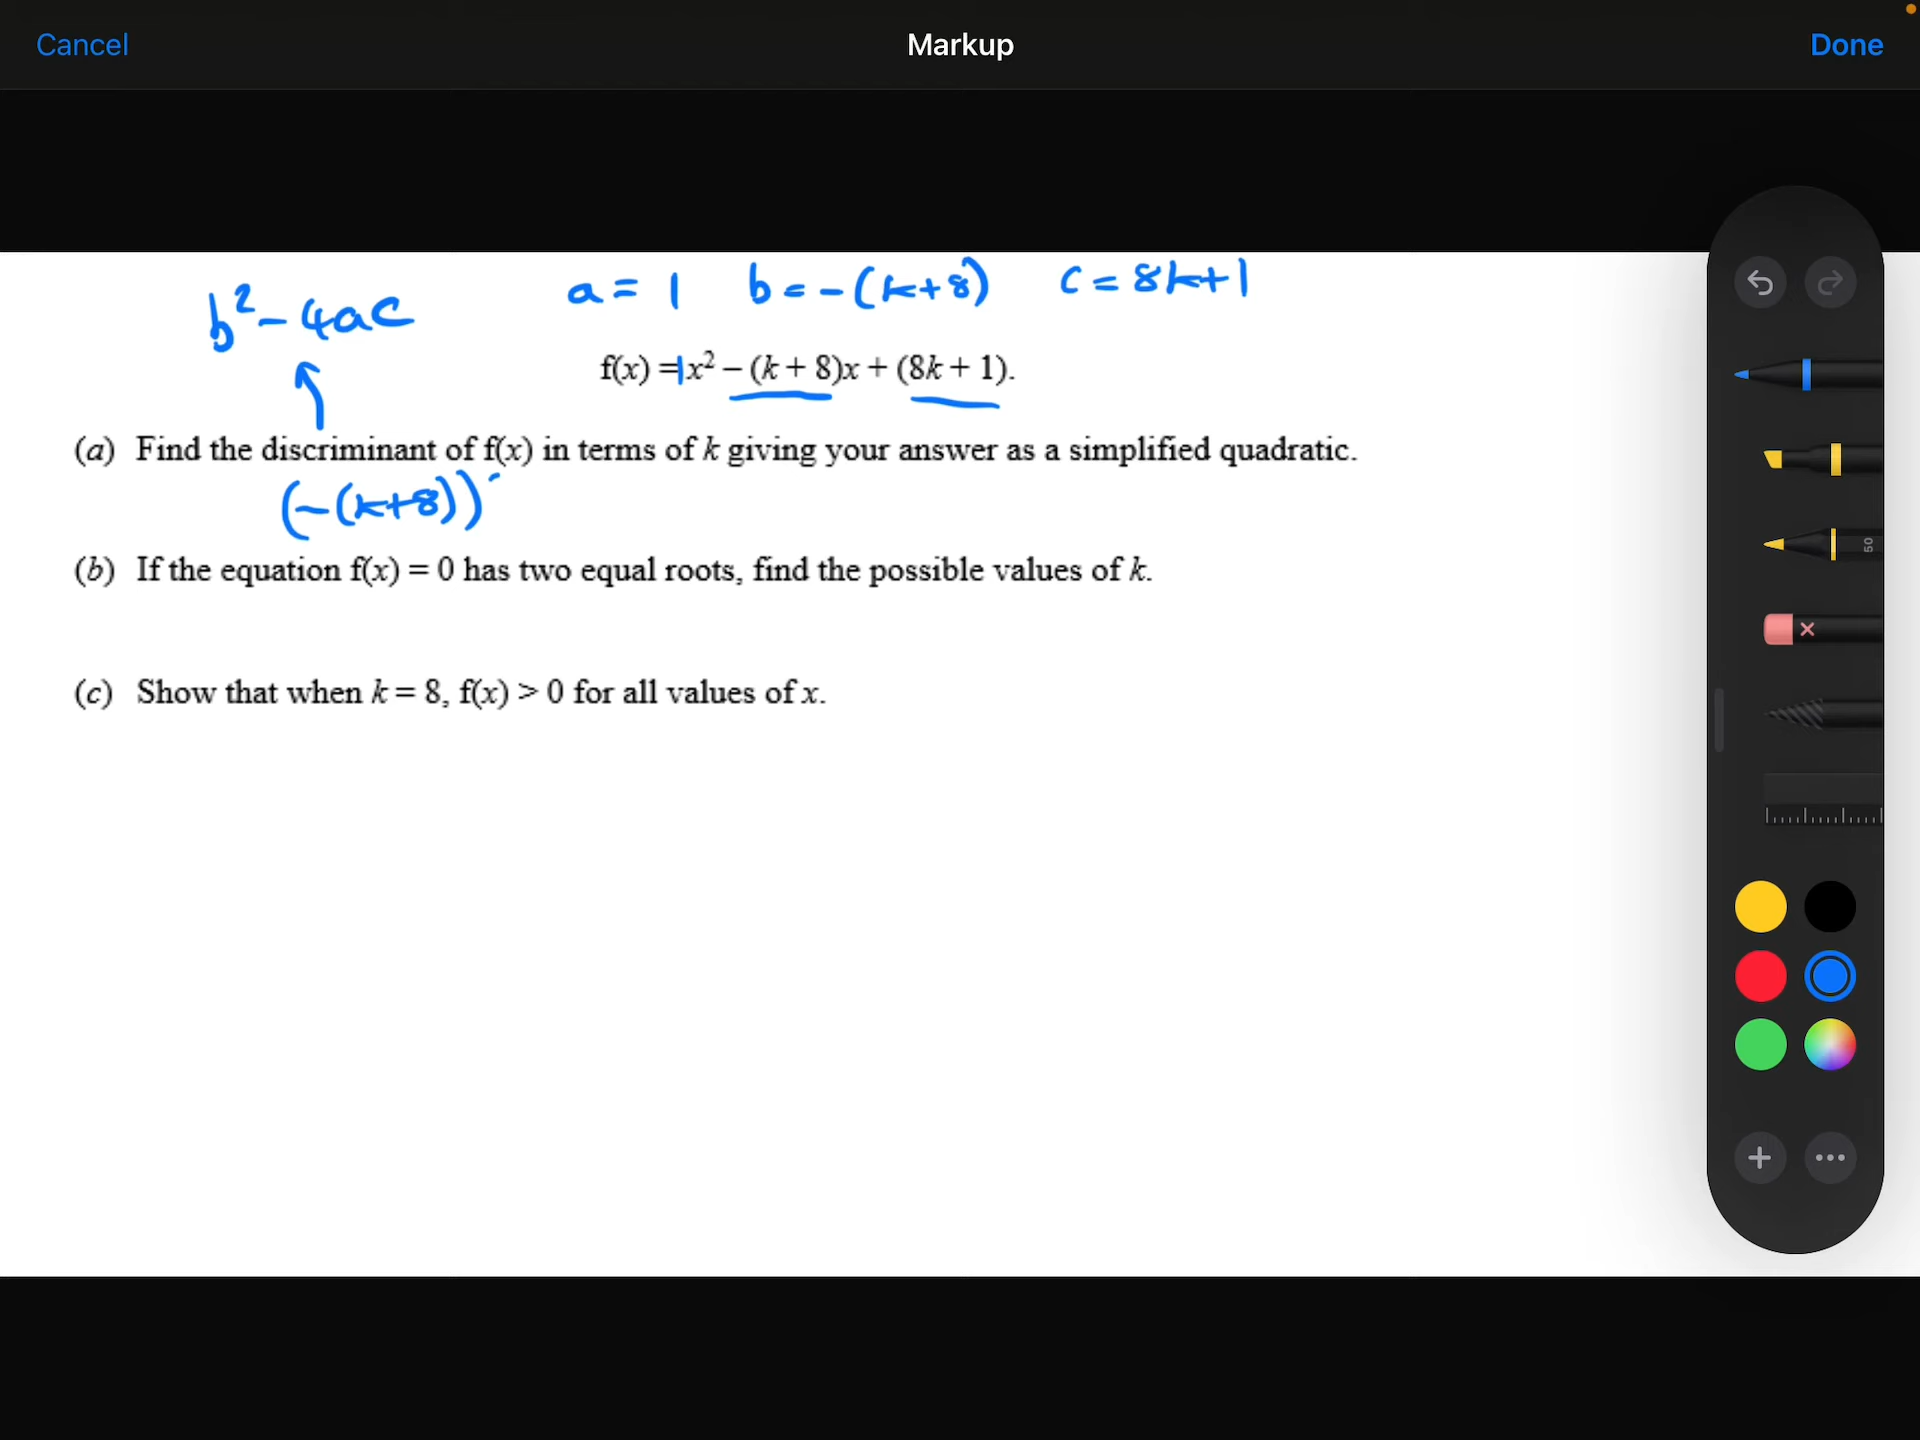 Cancel Markup Done
b² - 4ac a = 1 b = -(k+8) c = 8k+1
f(x) =1x² – (k + 8)x + (8k + 1).
(a) Find the discriminant of f(x) in terms of k giving your answer as a simplified quadratic.
(-(k+8))
(b) If the equation f(x) = 0 has two equal roots, find the possible values of k.
(c) Show that when k = 8, f(x) > 0 for all values of x.
50